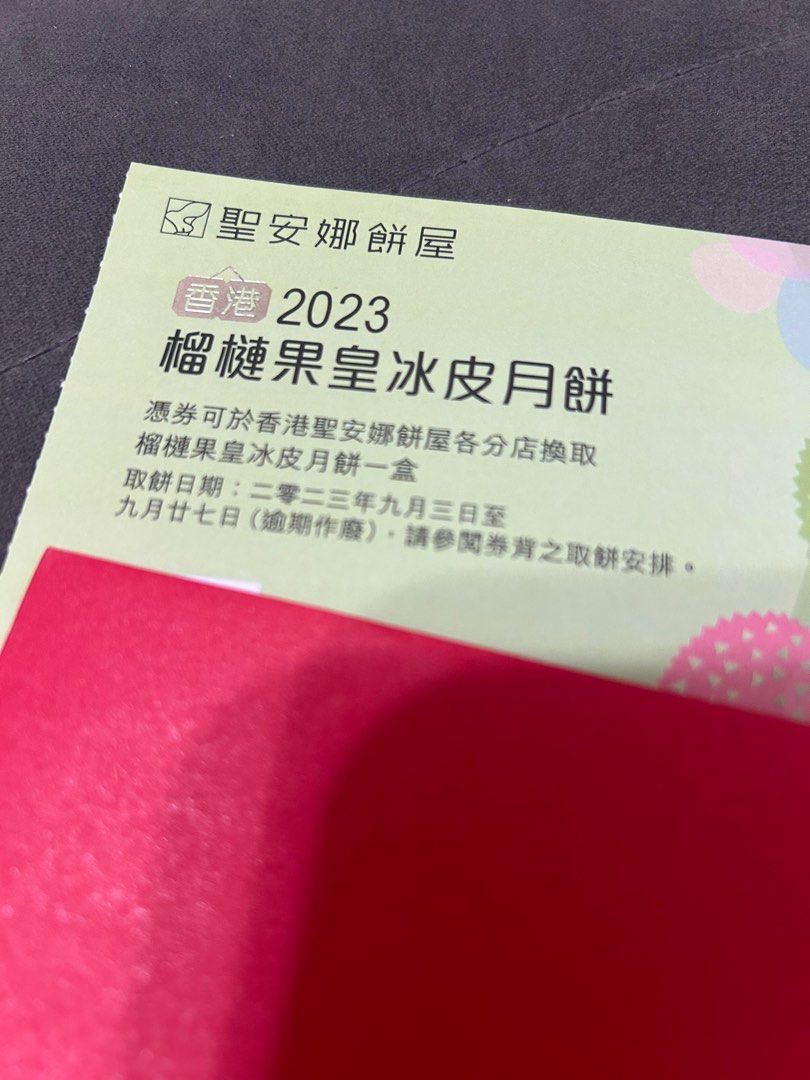 聖安娜餅屋
香港 2023
榴槤果皇冰皮月餅
憑券可於香港聖安娜餅屋各分店換取
榴槤果皇冰皮月餅一盒
取餅日期：二零二三年九月三日至
九月廿七日（逾期作廢），請參閱券背之取餅安排。